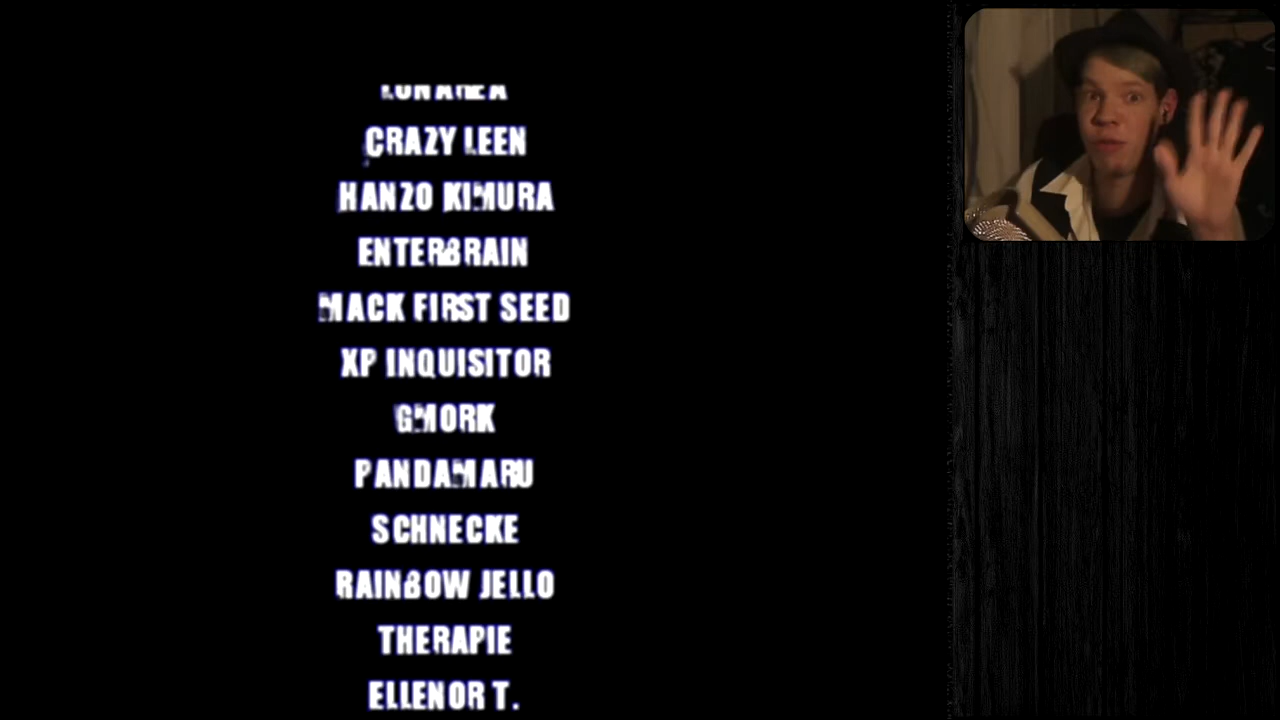 CRAZY LEEN
HANZO KIMURA
ENTERBRAIN
MACK FIRST SEED
XP INQUISITOR
GMORK
PANDAMARU
SCHNECKE
RAINBOW JELLO
THERAPIE
ELLENOR T.